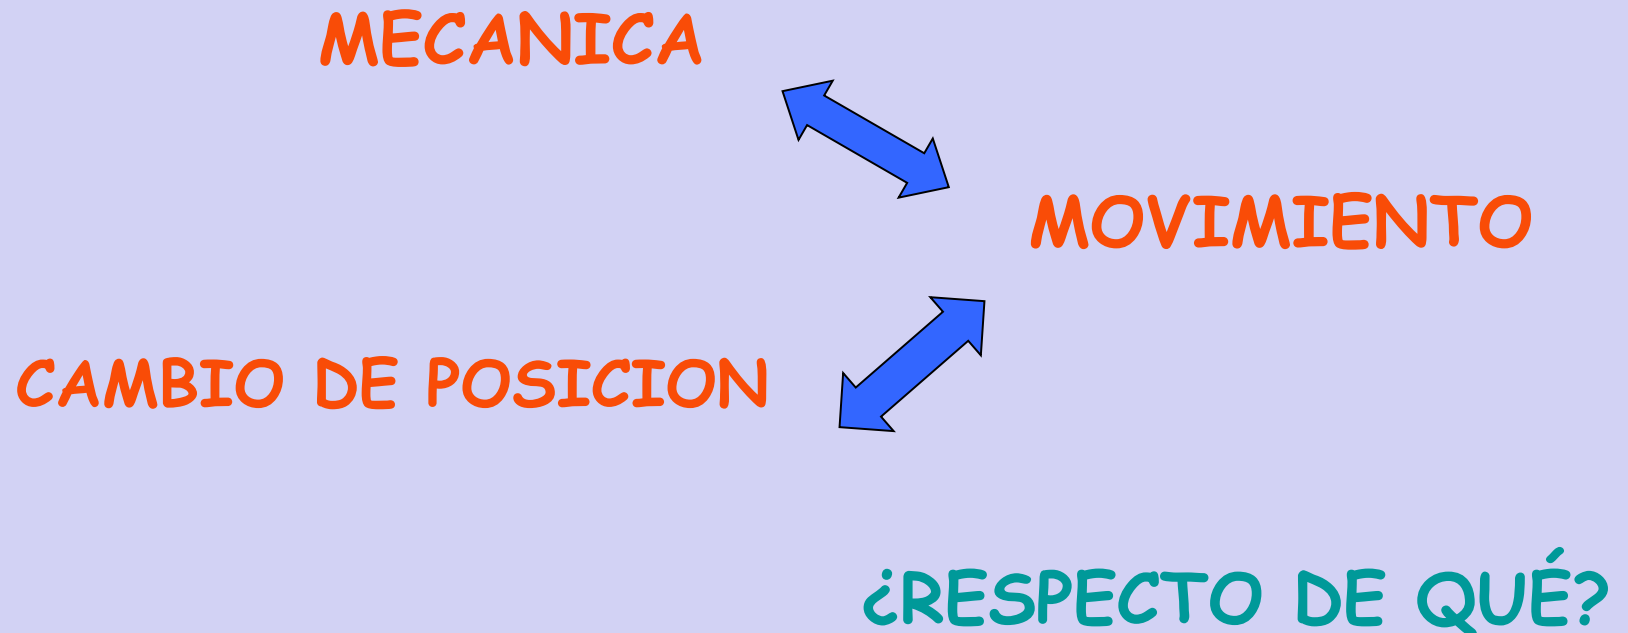 MECANICA
MOVIMIENTO
CAMBIO DE POSICION
¿RESPECTO DE QUÉ?